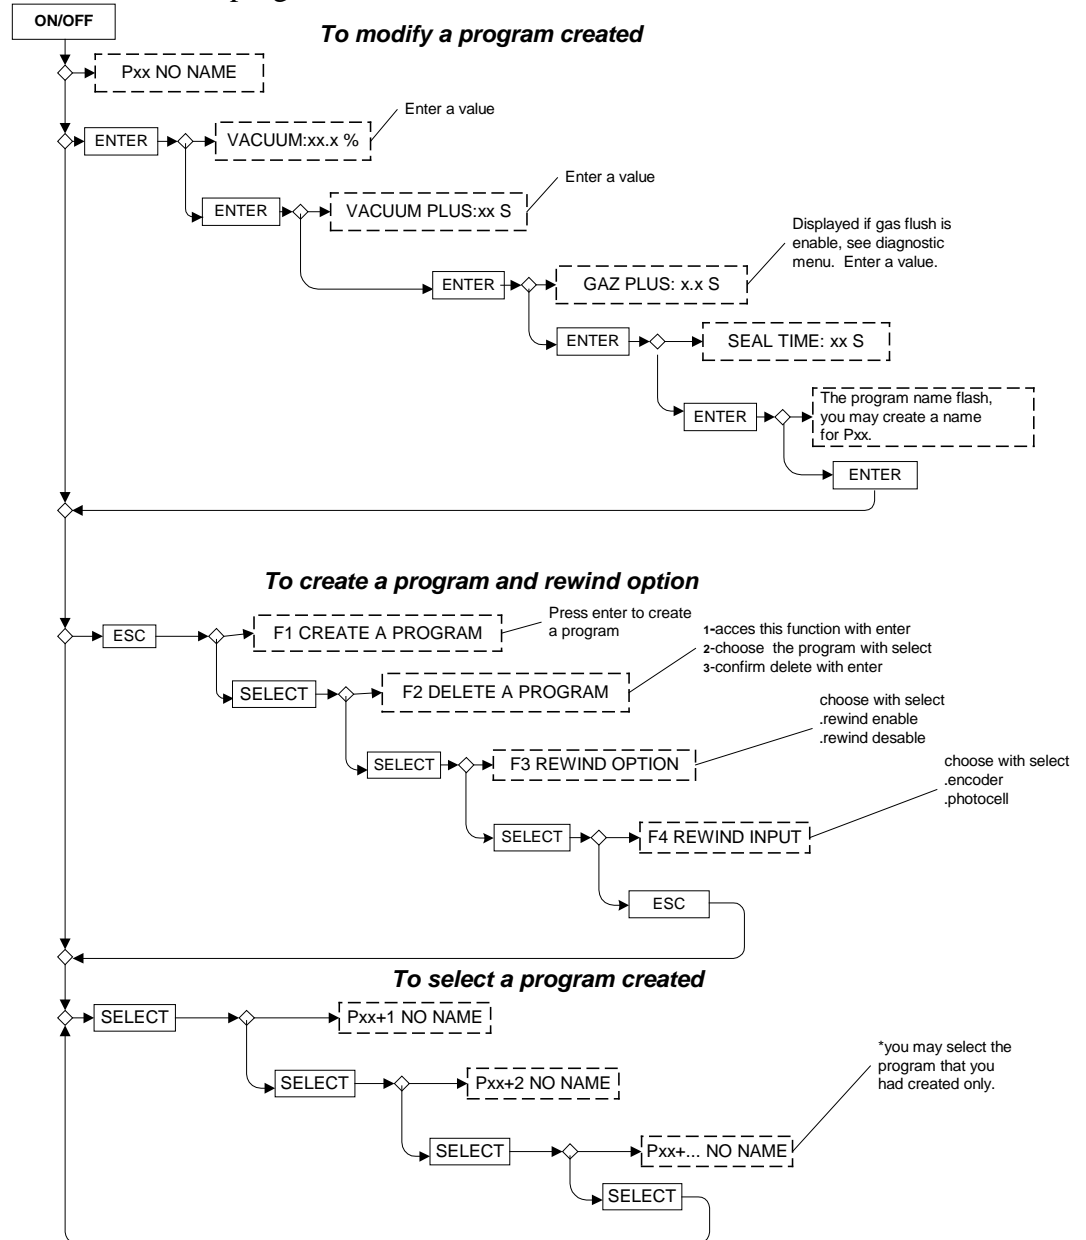 progr
ON/OFF
To modify a program created
Pxx NO NAME
Enter a value
ENTER
VACUUM:xx.x %
Enter a value
ENTER
VACUUM PLUS:xx S
Displayed if gas flush is
enable, see diagnostic
menu. Enter a value.
ENTER
GAZ PLUS: x.x S
ENTER
SEAL TIME: xx S
The program name flash,
you may create a name
for Pxx.
ENTER
ENTER
To create a program and rewind option
Press enter to create
a program
ESC
F1 CREATE A PROGRAM
1-acces this function with enter
2-choose the program with select
3-confirm delete with enter
SELECT
F2 DELETE A PROGRAM
choose with select
.rewind enable
.rewind desable
SELECT
F3 REWIND OPTION
choose with select
.encoder
.photocell
SELECT
F4 REWIND INPUT
ESC
To select a program created
SELECT
Pxx+1 NO NAME
*you may select the
program that you
had created only.
SELECT
Pxx+2 NO NAME
SELECT
Pxx+... NO NAME
SELECT